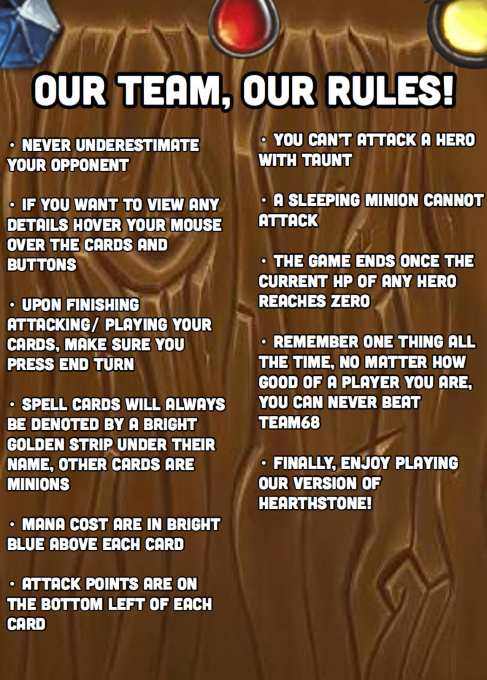 OUR TEAM, OUR RULES!
• NEVER UNDERESTIMATE
YOUR OPPONENT
• IF YOU WANT TO VIEW ANY
DETAILS HOVER YOUR MOUSE
OVER THE CARDS AND
BUTTONS
• UPON FINISHING
ATTACKING/ PLAYING YOUR
CARDS, MAKE SURE YOU
PRESS END TURN
• SPELL CARDS WILL ALWAYS
BE DENOTED BY A BRIGHT
GOLDEN STRIP UNDER THEIR
NAME, OTHER CARDS ARE
MINIONS
• MANA COST ARE IN BRIGHT
BLUE ABOVE EACH CARD
• ATTACK POINTS ARE ON
THE BOTTOM LEFT OF EACH
CARD
• YOU CAN'T ATTACK A HERO
WITH TAUNT
• A SLEEPING MINION CANNOT
ATTACK
• THE GAME ENDS ONCE THE
CURRENT HP OF ANY HERO
REACHES ZERO
• REMEMBER ONE THING ALL
THE TIME, NO MATTER HOW
GOOD OF A PLAYER YOU ARE,
YOU CAN NEVER BEAT
TEAM68
• FINALLY, ENJOY PLAYING
OUR VERSION OF
HEARTHSTONE!